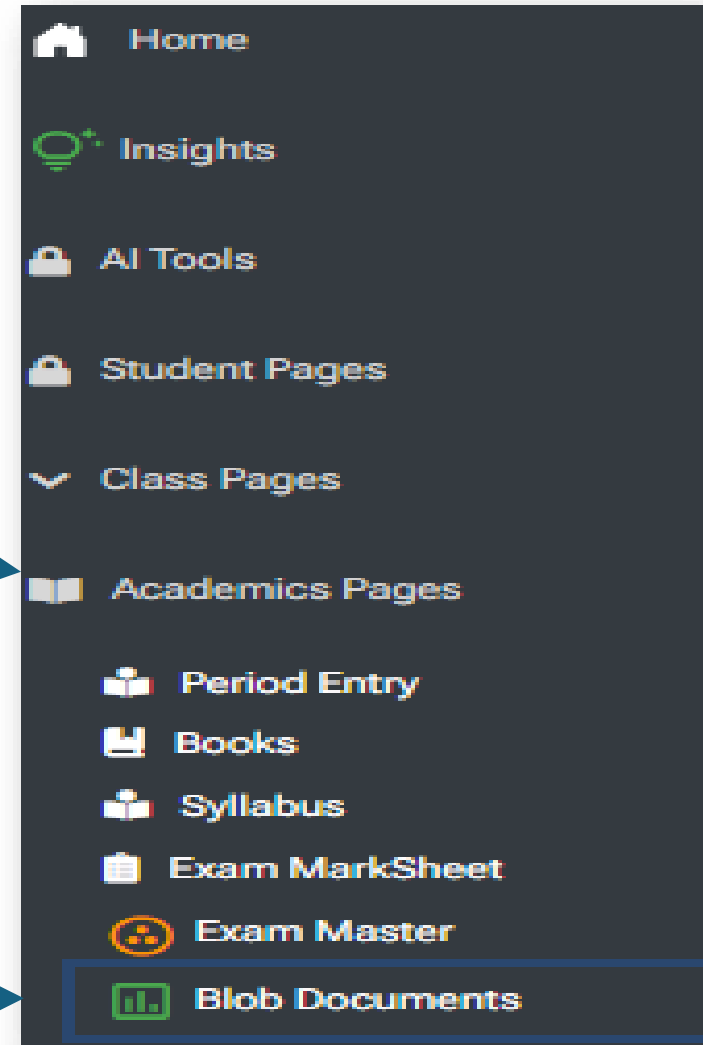 Home
Insights
AI Tools
Student Pages
Class Pages
Academics Pages
Period Entry
Books
Syllabus
Exam MarkSheet
Exam Master
Blob Documents